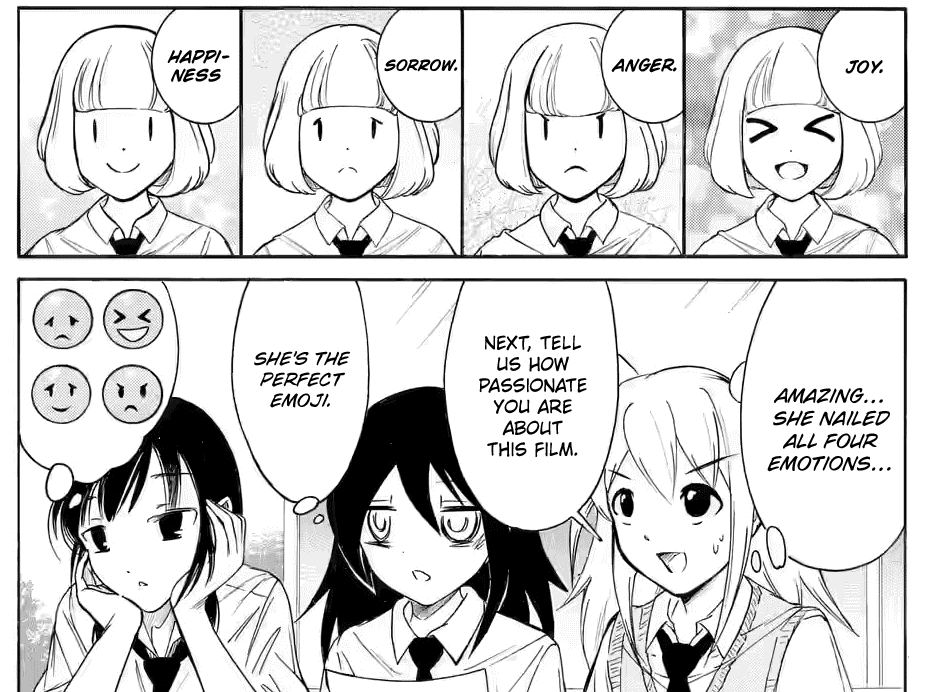 JOY.
ANGER.
SORROW.
HAPPI-
NESS
AMAZING...
SHE NAILED
ALL FOUR
EMOTIONS...
NEXT, TELL
US HOW
PASSIONATE
YOU ARE
ABOUT
THIS FILM.
SHE'S THE
PERFECT
EMOJI.